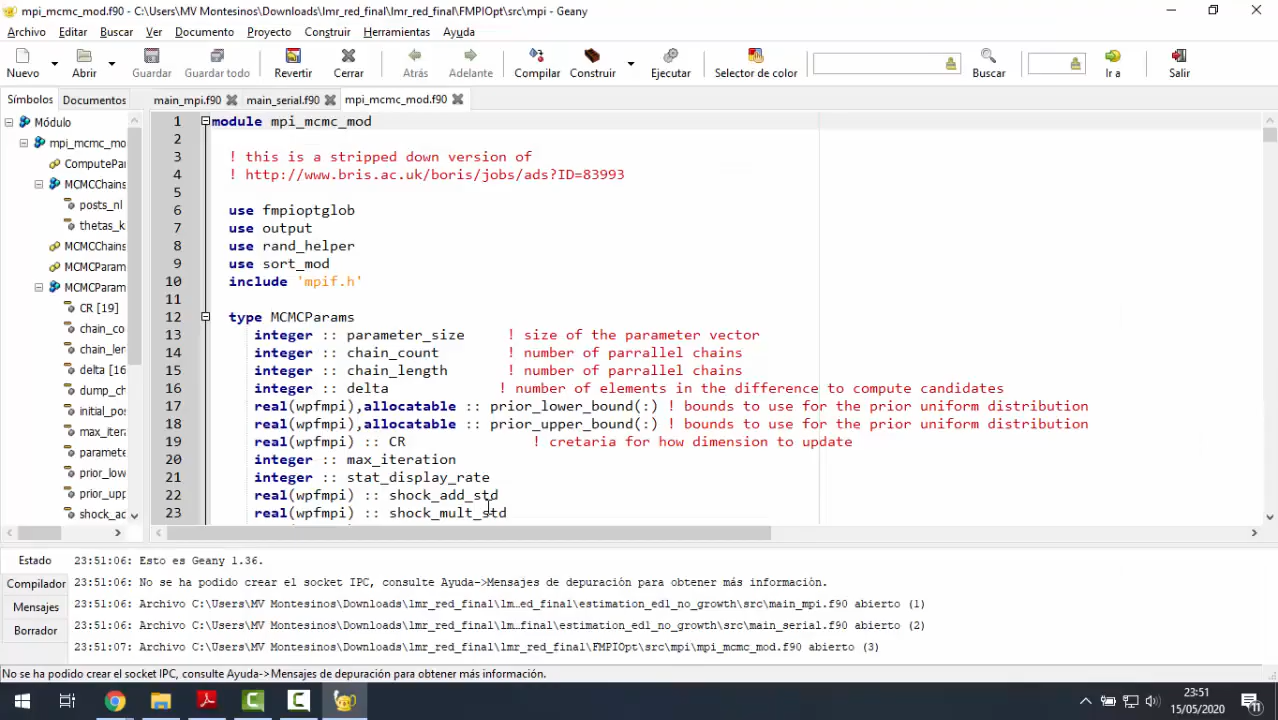 mpi_mcmc_mod.f90 - C:\Users\MV Montesinos\Downloads\lmr_red_final\lmr_red_final\FMPIOpt\src\mpi - Geany
Archivo Editar Buscar Ver Documento Proyecto Construir Herramientas Ayuda
Nuevo Abrir Guardar Guardar todo Revertir Cerrar Atrás Adelante Compilar Construir Ejecutar Selector de color Buscar Ir a Salir
Símbolos Documentos main_mpi.f90 main_serial.f90 mpi_mcmc_mod.f90
Módulo
mpi_mcmc_mo
ComputePa
MCMCChain
posts_nl
thetas_k
MCMCChains
MCMCParam
MCMCParam
CR [19]
chain_co
chain_ler
delta [16
dump_ch
initial_pos
max_itera
paramete
prior_low
prior_upp
shock_ac
1 module mpi_mcmc_mod
2
3 ! this is a stripped down version of
4 ! http://www.bris.ac.uk/boris/jobs/ads?ID=83993
5
6 use fmpioptglob
7 use output
8 use rand_helper
9 use sort_mod
10 include 'mpif.h'
11
12 type MCMCParams
13 integer :: parameter_size ! size of the parameter vector
14 integer :: chain_count ! number of parrallel chains
15 integer :: chain_length ! number of parrallel chains
16 integer :: delta ! number of elements in the difference to compute candidates
17 real(wpfmpi),allocatable :: prior_lower_bound(:) ! bounds to use for the prior uniform distribution
18 real(wpfmpi),allocatable :: prior_upper_bound(:) ! bounds to use for the prior uniform distribution
19 real(wpfmpi) :: CR ! cretaria for how dimension to update
20 integer :: max_iteration
21 integer :: stat_display_rate
22 real(wpfmpi) :: shock_add_std
23 real(wpfmpi) :: shock_mult_std
Estado
Compilador
Mensajes
Borrador
23:51:06: Esto es Geany 1.36.
23:51:06: No se ha podido crear el socket IPC, consulte Ayuda->Mensajes de depuración para obtener más información.
23:51:06: Archivo C:\Users\MV Montesinos\Downloads\lmr_red_final\lm…ed_final\estimation_ed1_no_growth\src\main_mpi.f90 abierto (1)
23:51:06: Archivo C:\Users\MV Montesinos\Downloads\lmr_red_final\lm…_final\estimation_ed1_no_growth\src\main_serial.f90 abierto (2)
23:51:07: Archivo C:\Users\MV Montesinos\Downloads\lmr_red_final\lmr_red_final\FMPIOpt\src\mpi\mpi_mcmc_mod.f90 abierto (3)
No se ha podido crear el socket IPC, consulte Ayuda->Mensajes de depuración para obtener más información.
23:51
15/05/2020
11